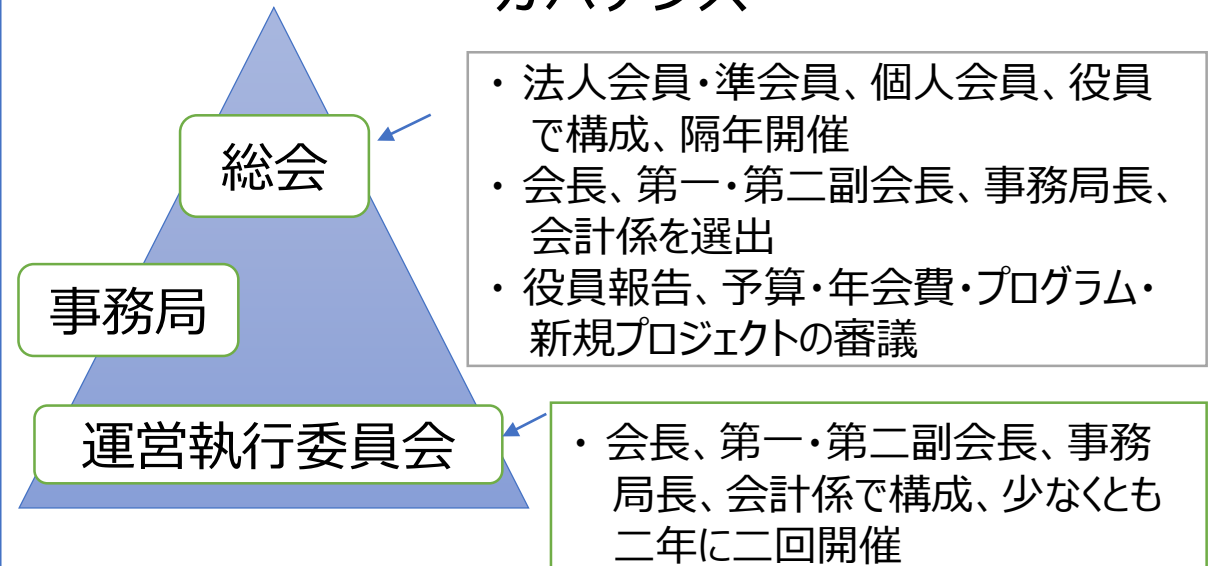 ガバナンス
総会
・ 法人会員・準会員、個人会員、役員
で構成、隔年開催
・ 会長、第一・第二副会長、事務局長、
会計係を選出
・ 役員報告、予算・年会費・プログラム・
新規プロジェクトの審議
事務局
運営執行委員会
・ 会長、第一・第二副会長、事務
局長、会計係で構成、少なくとも
二年に二回開催